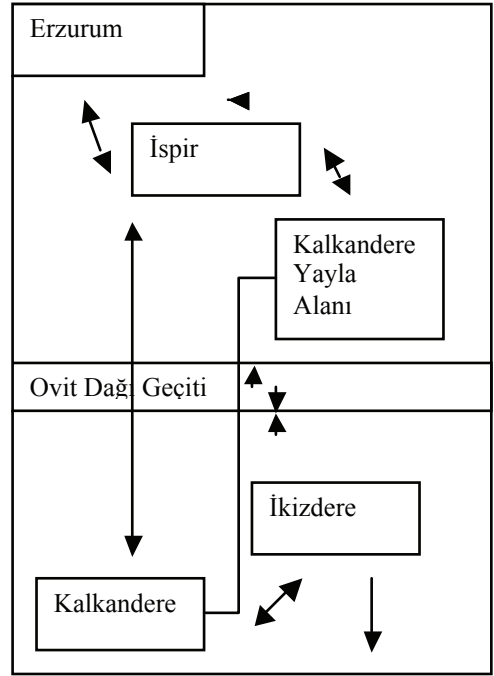 Erzurum
İspir
Kalkandere
Yayla
Alanı
Ovit Dağı Geçiti
İkizdere
Kalkandere